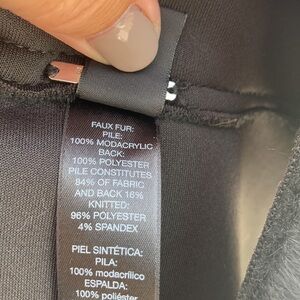 FAUX FUR:
PILE:
100% MODACRYLIC
BACK:
100% POLYESTER
PILE CONSTITUTES
84% OF FABRIC
AND BACK 16%
KNITTED:
96% POLYESTER
4% SPANDEX
PIEL SINTÉTICA:
PILA:
100% modacrílico
ESPALDA:
100% poliéster